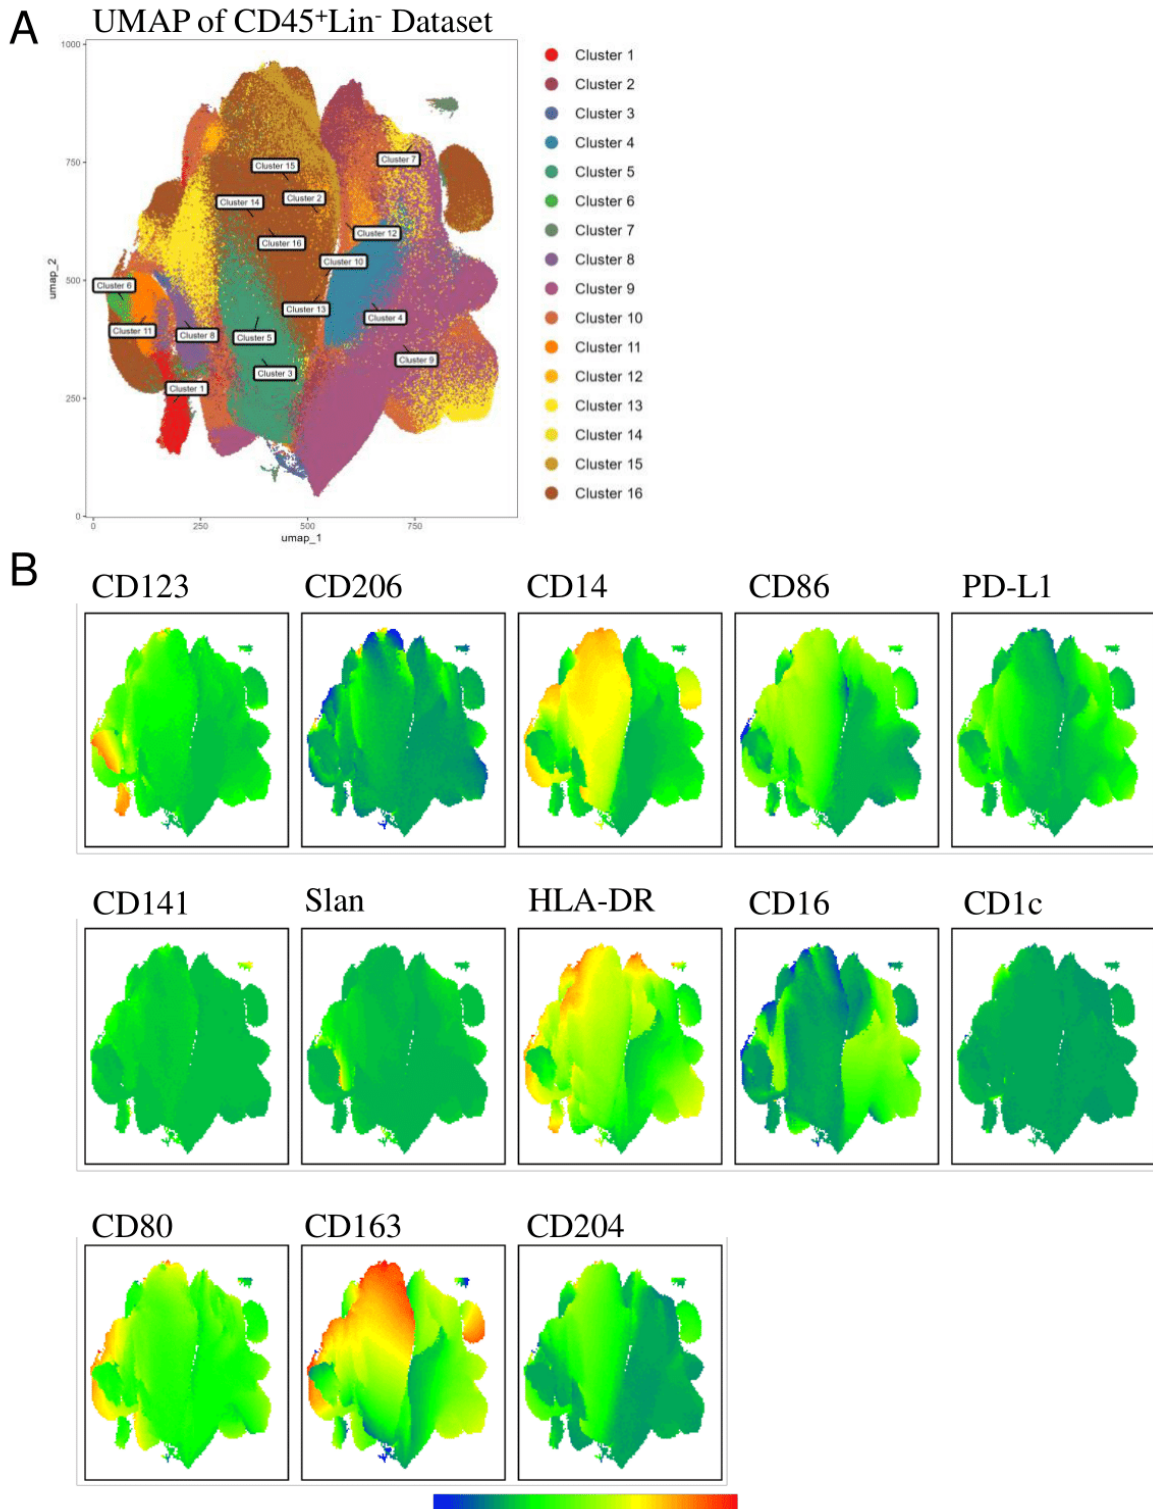 A
UMAP of CD45⁺Lin⁻ Dataset
1000
750
500
250
0
umap_2
0
250
500
750
umap_1
Cluster 15
Cluster 7
Cluster 14
Cluster 2
Cluster 12
Cluster 16
Cluster 10
Cluster 6
Cluster 13
Cluster 4
Cluster 11
Cluster 8
Cluster 5
Cluster 9
Cluster 3
Cluster 1
Cluster 1
Cluster 2
Cluster 3
Cluster 4
Cluster 5
Cluster 6
Cluster 7
Cluster 8
Cluster 9
Cluster 10
Cluster 11
Cluster 12
Cluster 13
Cluster 14
Cluster 15
Cluster 16
B
CD123 CD206 CD14 CD86 PD-L1
CD141 Slan HLA-DR CD16 CD1c
CD80 CD163 CD204